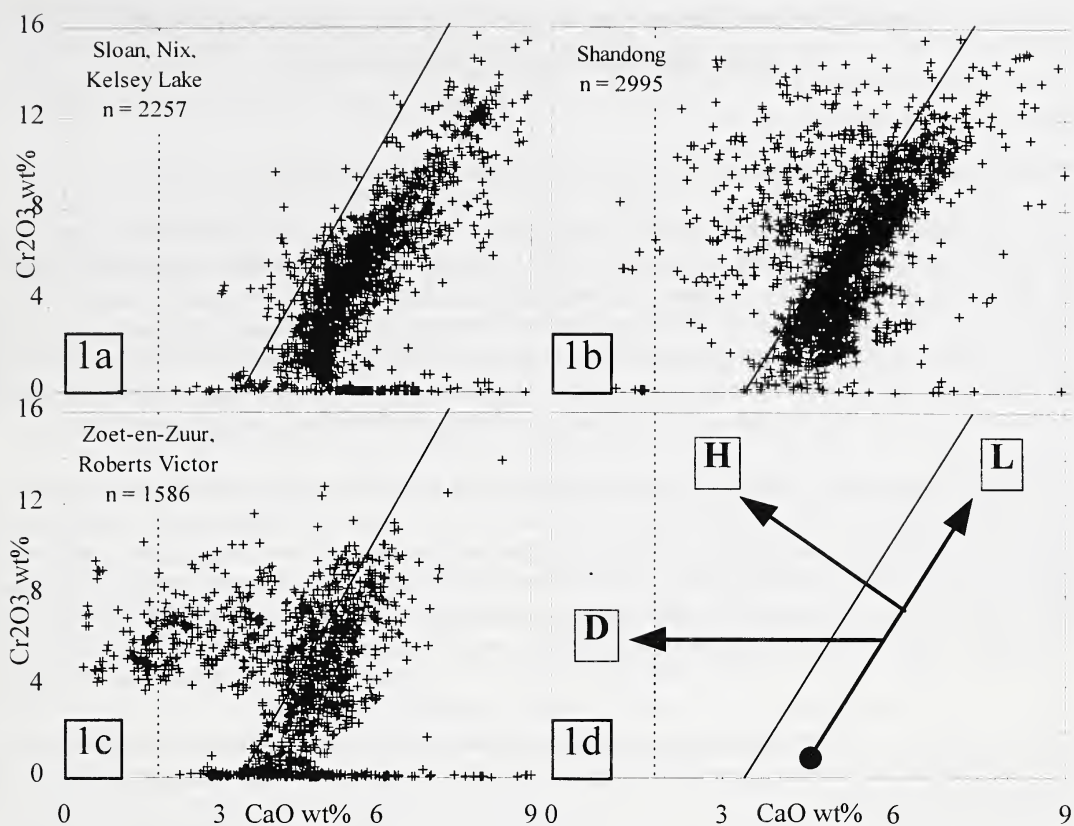 16
12
8
4
0
Cr2O3 wt%
Sloan, Nix,
Kelsey Lake
n = 2257
1a
Shandong
n = 2995
1b
16
12
8
4
0
Cr2O3 wt%
Zoet-en-Zuur,
Roberts Victor
n = 1586
1c
H
L
D
1d
0 3 CaO wt% 6 9 0 3 CaO wt% 6 9